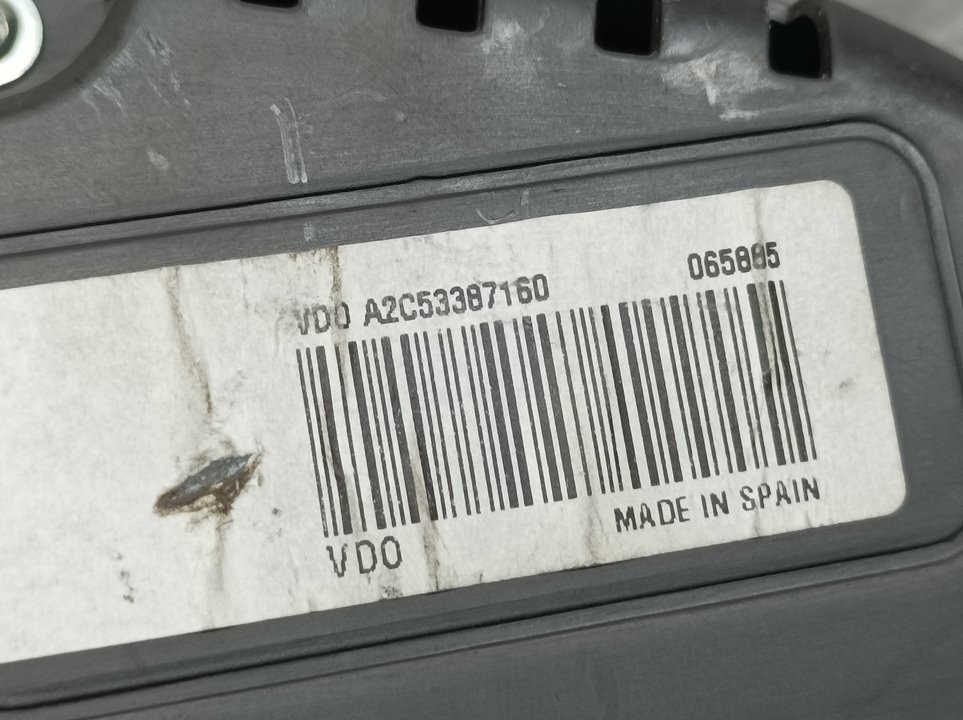 VDO A2C53387160
065885
VDO
MADE IN SPAIN